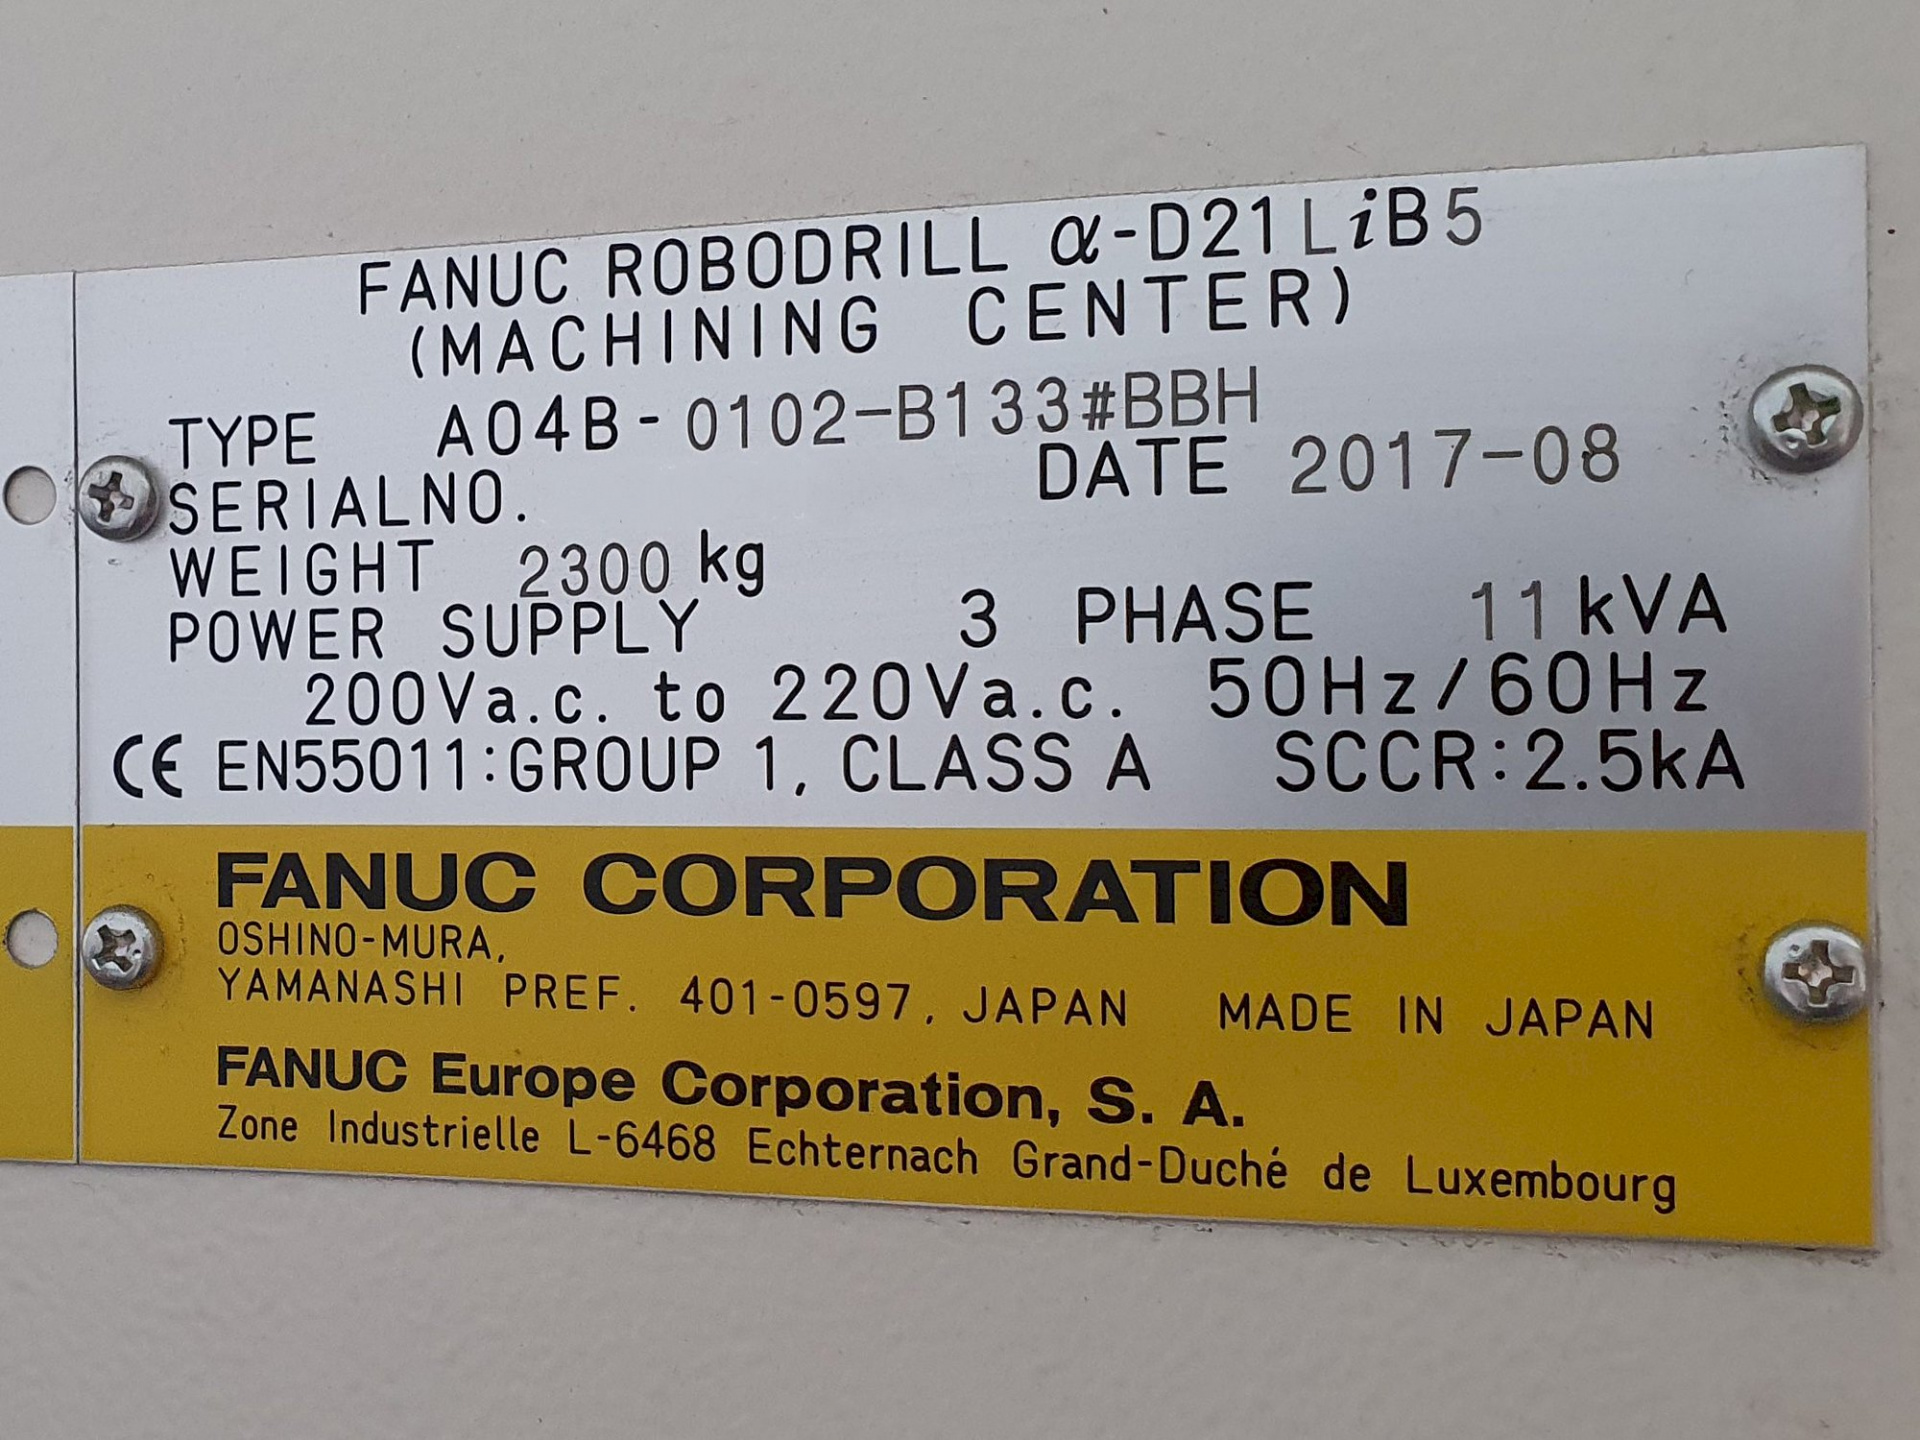 FANUC ROBODRILL α-D21LiB5
(MACHINING CENTER)
TYPE A04B-0102-B133#BBH
SERIALNO. DATE 2017-08
WEIGHT 2300 kg
POWER SUPPLY 3 PHASE 11kVA
200Va.c. to 220Va.c. 50Hz/60Hz
CE EN55011:GROUP 1, CLASS A SCCR:2.5kA
FANUC CORPORATION
OSHINO-MURA,
YAMANASHI PREF. 401-0597, JAPAN MADE IN JAPAN
FANUC Europe Corporation, S. A.
Zone Industrielle L-6468 Echternach Grand-Duché de Luxembourg